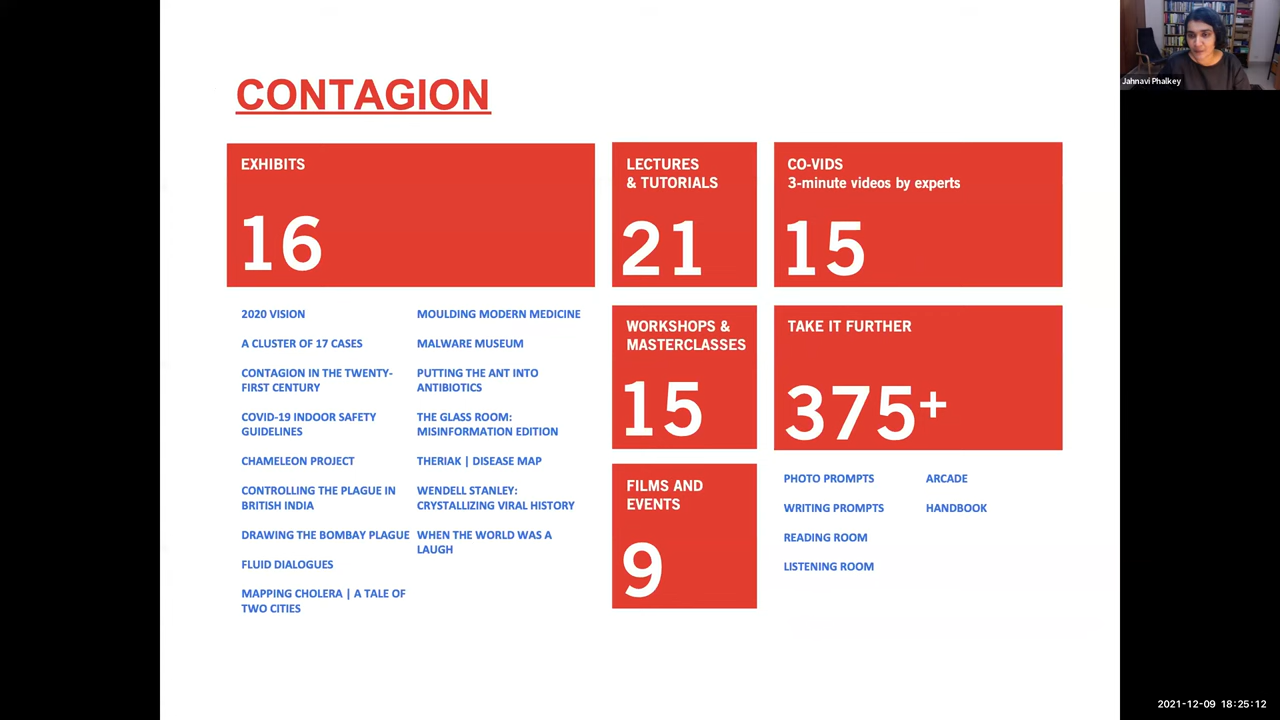 CONTAGION
EXHIBITS
16
2020 VISION
A CLUSTER OF 17 CASES
CONTAGION IN THE TWENTY-
FIRST CENTURY
COVID-19 INDOOR SAFETY
GUIDELINES
CHAMELEON PROJECT
CONTROLLING THE PLAGUE IN
BRITISH INDIA
DRAWING THE BOMBAY PLAGUE
FLUID DIALOGUES
MAPPING CHOLERA | A TALE OF
TWO CITIES
MOULDING MODERN MEDICINE
MALWARE MUSEUM
PUTTING THE ANT INTO
ANTIBIOTICS
THE GLASS ROOM:
MISINFORMATION EDITION
THERIAK | DISEASE MAP
WENDELL STANLEY:
CRYSTALLIZING VIRAL HISTORY
WHEN THE WORLD WAS A
LAUGH
LECTURES
& TUTORIALS
21
CO-VIDS
3-minute videos by experts
15
WORKSHOPS &
MASTERCLASSES
15
TAKE IT FURTHER
375+
FILMS AND
EVENTS
9
PHOTO PROMPTS
WRITING PROMPTS
READING ROOM
LISTENING ROOM
ARCADE
HANDBOOK
Jahnavi Phalkey
2021-12-09 18:25:12